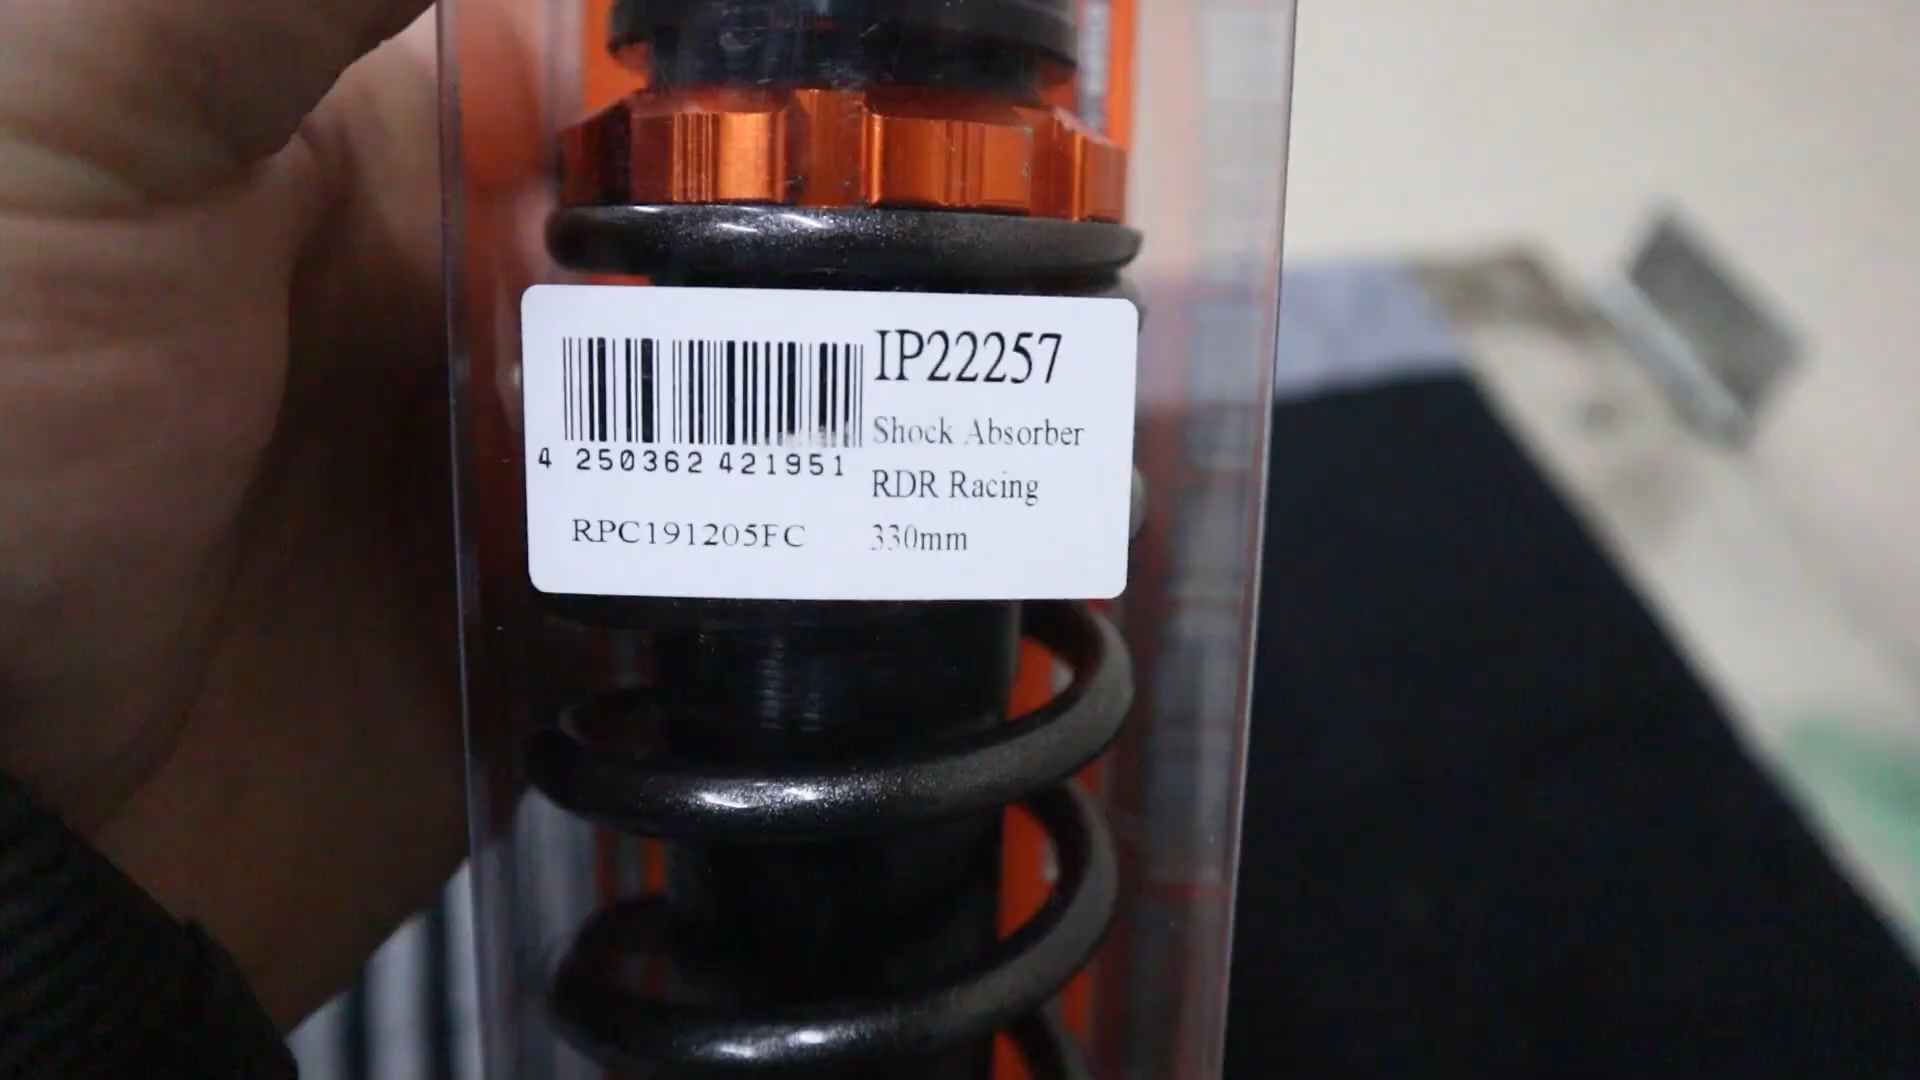 IP22257
Shock Absorber
4 250362 421951
RDR Racing
RPC191205FC
330mm